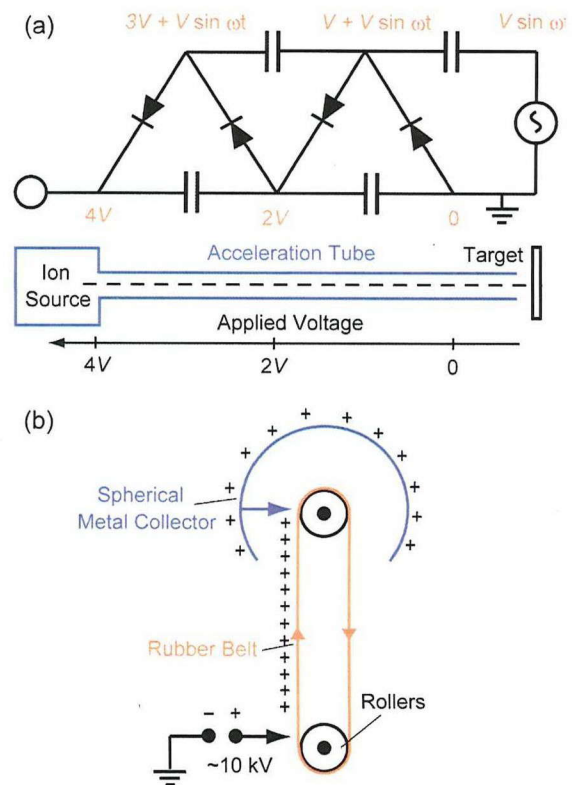 (a)
3V + V sin ωt
V + V sin ωt
V sin ω
4V
2V
0
Ion
Source
Acceleration Tube
Target
Applied Voltage
4V
2V
0
(b)
Spherical
Metal Collector
Rubber Belt
Rollers
− +
~10 kV